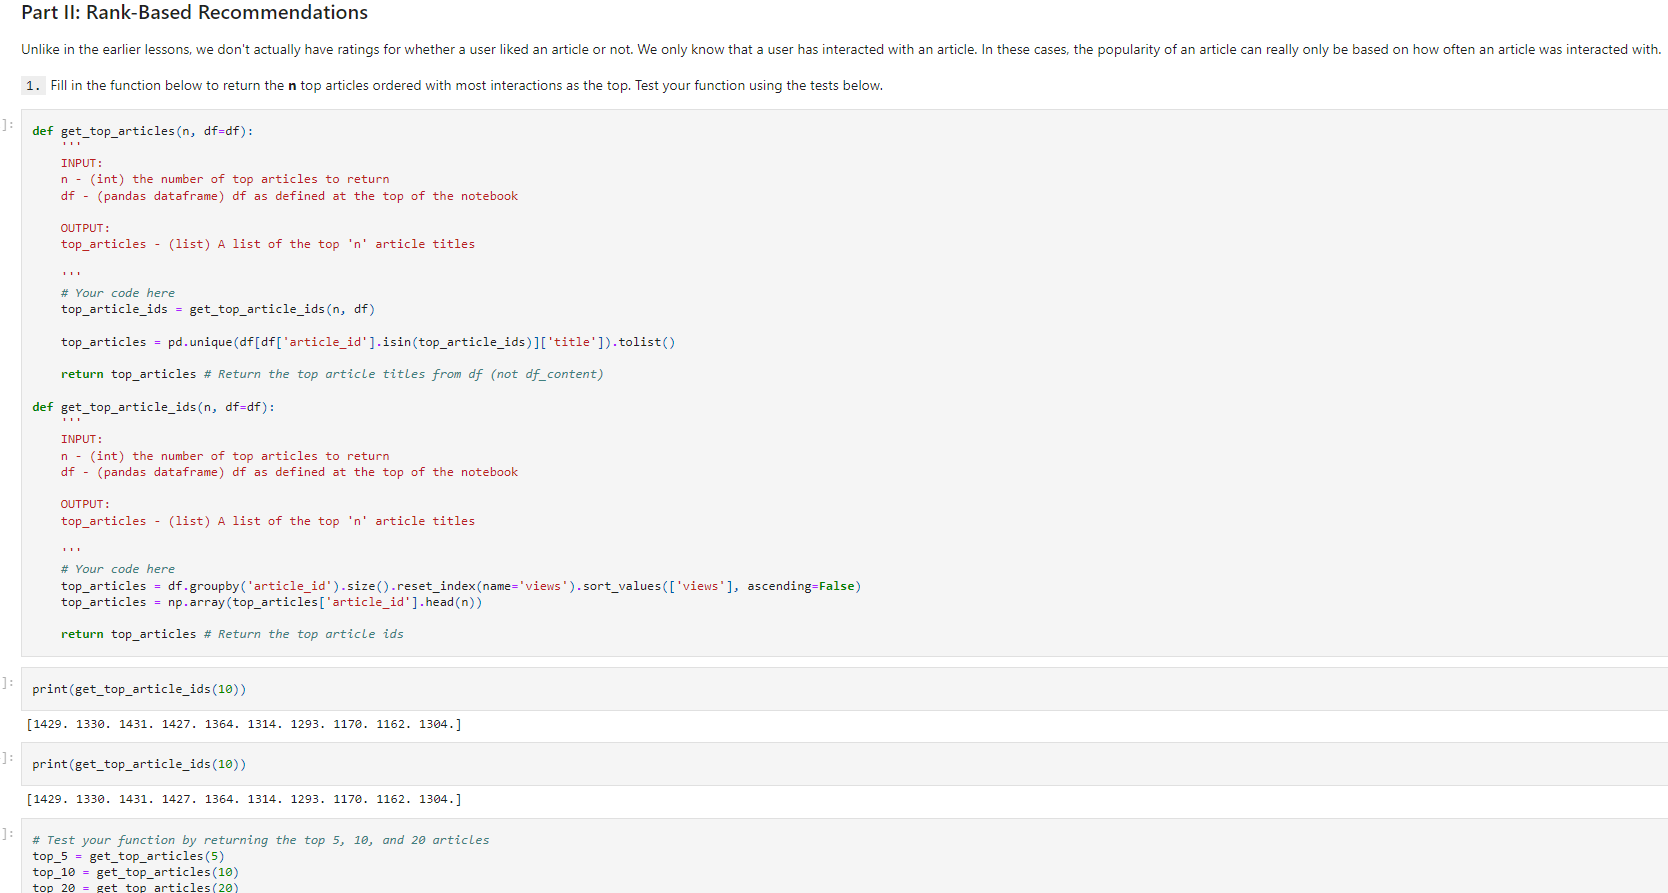 Part II: Rank-Based Recommendations
Unlike in the earlier lessons, we don't actually have ratings for whether a user liked an article or not. We only know that a user has interacted with an article. In these cases, the popularity of an article can really only be based on how often an article was interacted with.
1. Fill in the function below to return the n top articles ordered with most interactions as the top. Test your function using the tests below.
]:
def get_top_articles(n, df=df):
    '''
    INPUT:
    n - (int) the number of top articles to return
    df - (pandas dataframe) df as defined at the top of the notebook
    OUTPUT:
    top_articles - (list) A list of the top 'n' article titles
    '''
    # Your code here
    top_article_ids = get_top_article_ids(n, df)
    top_articles = pd.unique(df[df['article_id'].isin(top_article_ids)]['title']).tolist()
    return top_articles # Return the top article titles from df (not df_content)
def get_top_article_ids(n, df=df):
    '''
    INPUT:
    n - (int) the number of top articles to return
    df - (pandas dataframe) df as defined at the top of the notebook
    OUTPUT:
    top_articles - (list) A list of the top 'n' article titles
    '''
    # Your code here
    top_articles = df.groupby('article_id').size().reset_index(name='views').sort_values(['views'], ascending=False)
    top_articles = np.array(top_articles['article_id'].head(n))
    return top_articles # Return the top article ids
]:
print(get_top_article_ids(10))
[1429. 1330. 1431. 1427. 1364. 1314. 1293. 1170. 1162. 1304.]
]:
print(get_top_article_ids(10))
[1429. 1330. 1431. 1427. 1364. 1314. 1293. 1170. 1162. 1304.]
]:
# Test your function by returning the top 5, 10, and 20 articles
top_5 = get_top_articles(5)
top_10 = get_top_articles(10)
top_20 = get_top_articles(20)